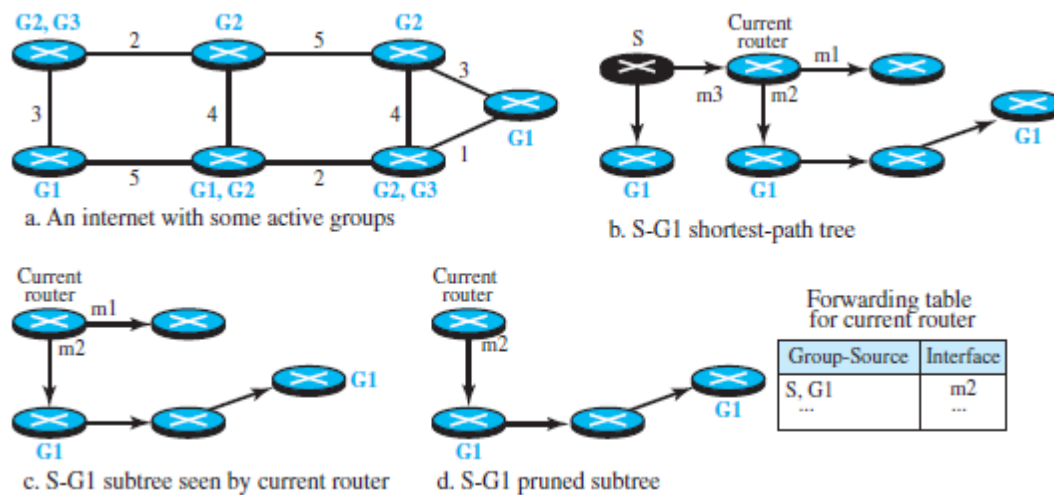 G2, G3
G2
G2
2
5
3
4
4
3
G1
5
2
1
G1
G1, G2
G2, G3
a. An internet with some active groups
S
Current
router
m1
m3
m2
G1
G1
G1
b. S-G1 shortest-path tree
Current
router
m1
m2
G1
G1
c. S-G1 subtree seen by current router
Current
router
m2
G1
G1
d. S-G1 pruned subtree
Forwarding table
for current router
Group-Source Interface
S, G1 m2
... ...